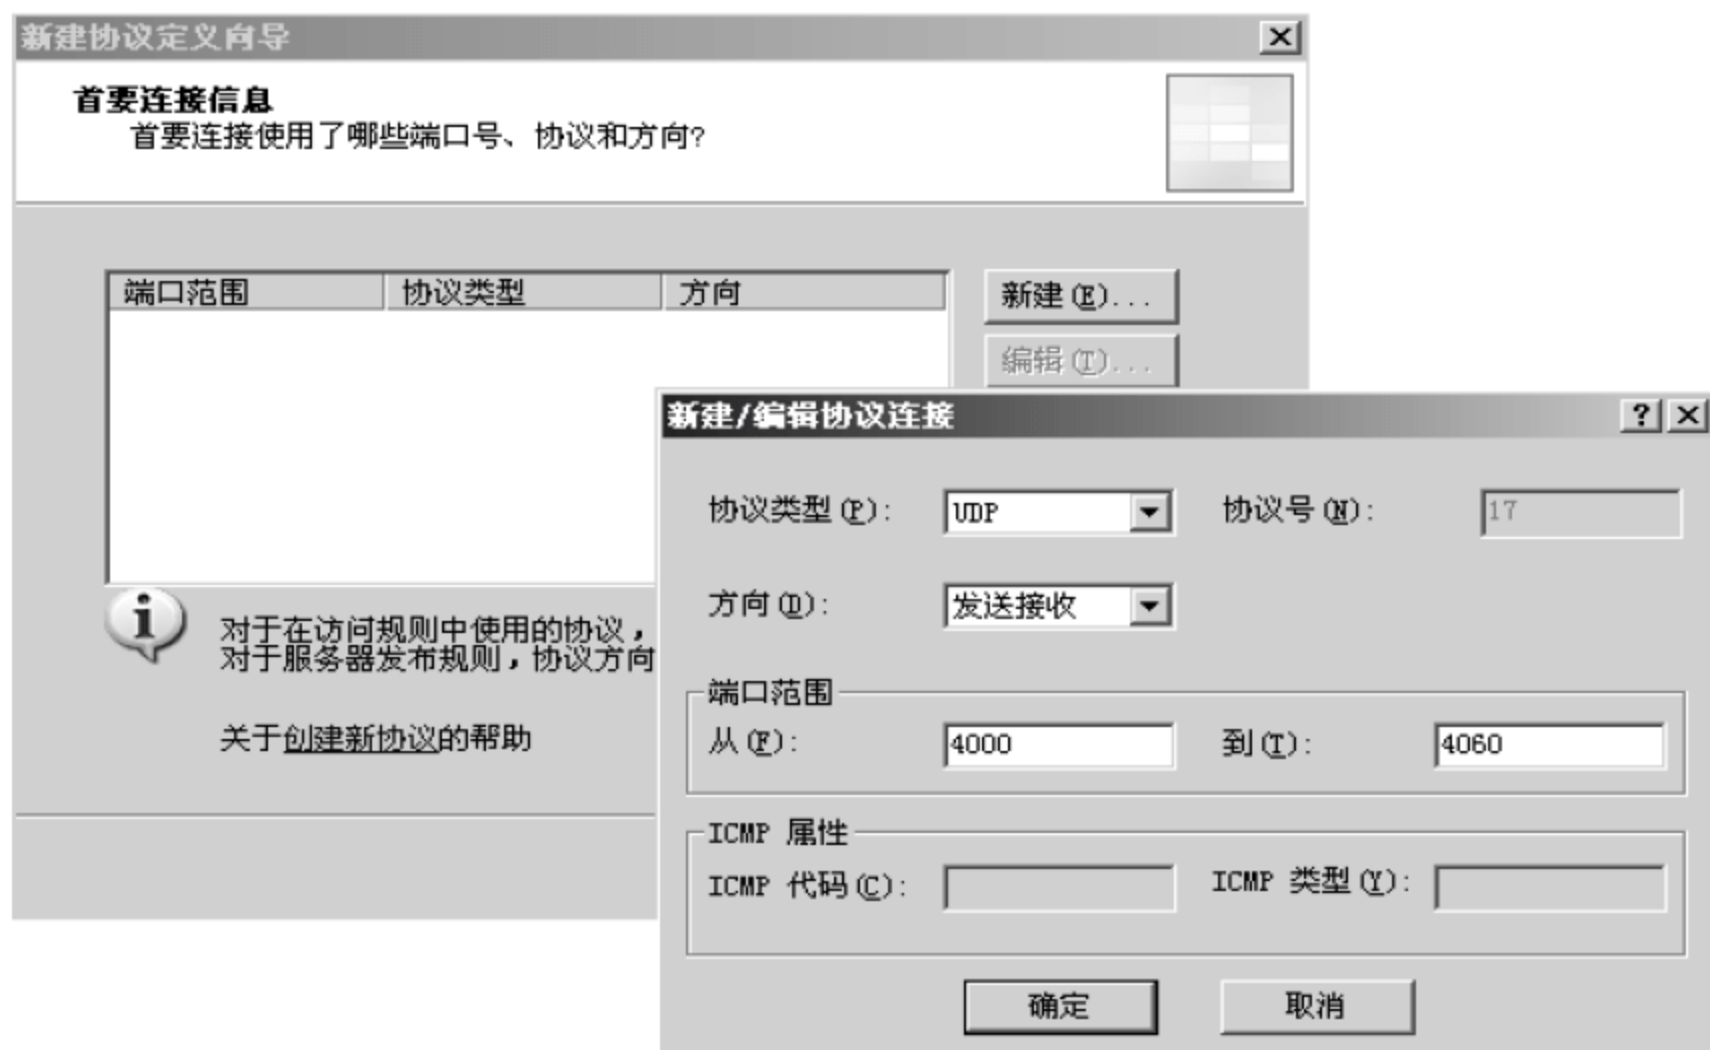 新建协议定义向导
首要连接信息
首要连接使用了哪些端口号、协议和方向?
端口范围 协议类型 方向
新建(E)...
编辑(T)...
对于在访问规则中使用的协议，
对于服务器发布规则，协议方向
关于创建新协议的帮助
新建/编辑协议连接
协议类型(P): UDP 协议号(N): 17
方向(D): 发送接收
端口范围
从(F): 4000 到(T): 4060
ICMP 属性
ICMP 代码(C): ICMP 类型(Y):
确定 取消